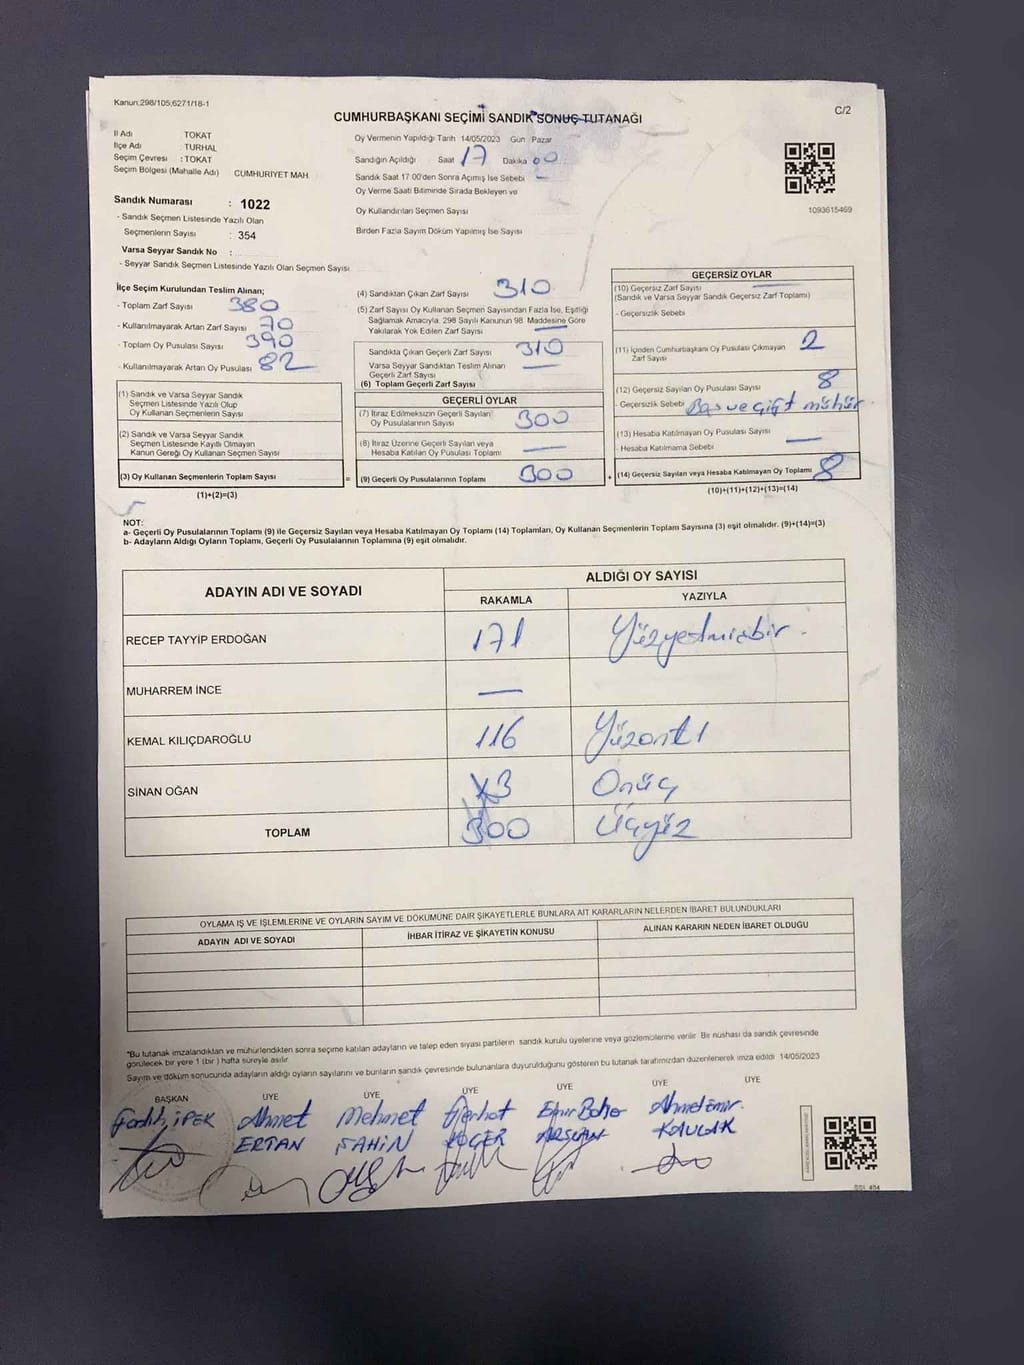 Kanun:298/105;6271/18-1
C/2
CUMHURBAŞKANI SEÇİMİ SANDIK SONUÇ TUTANAĞI
İl Adı TOKAT
İlçe Adı TURHAL
Seçim Çevresi : TOKAT
Seçim Bölgesi (Mahalle Adı) CUMHURİYET MAH.
Oy Vermenin Yapıldığı Tarih 14/05/2023 Gün Pazar
Sandığın Açıldığı Saat 17 Dakika 00
Sandık Saat 17:00'den Sonra Açımış İse Sebebi
Oy Verme Saati Bitiminde Sırada Bekleyen ve
Oy Kullandırılan Seçmen Sayısı
Birden Fazla Sayım Döküm Yapılmış İse Sayısı
1093615469
Sandık Numarası : 1022
- Sandık Seçmen Listesinde Yazılı Olan
Seçmenlerin Sayısı : 354
Varsa Seyyar Sandık No :
- Seyyar Sandık Seçmen Listesinde Yazılı Olan Seçmen Sayısı
İlçe Seçim Kurulundan Teslim Alınan;
- Toplam Zarf Sayısı 380
- Kullanılmayarak Artan Zarf Sayısı 70
- Toplam Oy Pusulası Sayısı 390
- Kullanılmayarak Artan Oy Pusulası 82
(1) Sandık ve Varsa Seyyar Sandık
Seçmen Listesinde Yazılı Olup
Oy Kullanan Seçmenlerin Sayısı
(2) Sandık ve Varsa Seyyar Sandık
Seçmen Listesinde Kayıtlı Olmayan
Kanun Gereği Oy Kullanan Seçmen Sayısı
(3) Oy Kullanan Seçmenlerin Toplam Sayısı =
(1)+(2)=(3)
(4) Sandıktan Çıkan Zarf Sayısı 310
(5) Zarf Sayısı Oy Kullanan Seçmen Sayısından Fazla İse, Eşitliği
Sağlamak Amacıyla, 298 Sayılı Kanunun 98. Maddesine Göre
Yakılarak Yok Edilen Zarf Sayısı —
Sandıkta Çıkan Geçerli Zarf Sayısı 310
Varsa Seyyar Sandıktan Teslim Alınan
Geçerli Zarf Sayısı —
(6) Toplam Geçerli Zarf Sayısı
GEÇERLİ OYLAR
(7) İtiraz Edilmeksizin Geçerli Sayılan
Oy Pusulalarının Sayısı 300
(8) İtiraz Üzerine Geçerli Sayılan veya
Hesaba Katılan Oy Pusulası Toplamı —
(9) Geçerli Oy Pusulalarının Toplamı 300 +
GEÇERSİZ OYLAR
(10) Geçersiz Zarf Sayısı —
(Sandık ve Varsa Seyyar Sandık Geçersiz Zarf Toplamı)
- Geçersizlik Sebebi
(11) İçinden Cumhurbaşkanı Oy Pusulası Çıkmayan 2
Zarf Sayısı
(12) Geçersiz Sayılan Oy Pusulası Sayısı 8
- Geçersizlik Sebebi Boş ve çift mühür
(13) Hesaba Katılmayan Oy Pusulası Sayısı —
- Hesaba Katılmama Sebebi
(14) Geçersiz Sayılan veya Hesaba Katılmayan Oy Toplamı 8
(10)+(11)+(12)+(13)=(14)
NOT:
a- Geçerli Oy Pusulalarının Toplamı (9) ile Geçersiz Sayılan veya Hesaba Katılmayan Oy Toplamı (14) Toplamları, Oy Kullanan Seçmenlerin Toplam Sayısına (3) eşit olmalıdır. (9)+(14)=(3)
b- Adayların Aldığı Oyların Toplamı, Geçerli Oy Pusulalarının Toplamına (9) eşit olmalıdır.
ADAYIN ADI VE SOYADI
ALDIĞI OY SAYISI
RAKAMLA YAZIYLA
RECEP TAYYİP ERDOĞAN 171 Yüzyetmişbir.
MUHARREM İNCE —
KEMAL KILIÇDAROĞLU 116 Yüzonaltı
SİNAN OĞAN 13 Onüç
TOPLAM 300 Üçyüz
OYLAMA İŞ VE İŞLEMLERİNE VE OYLARIN SAYIM VE DÖKÜMÜNE DAİR ŞİKAYETLERLE BUNLARA AİT KARARLARIN NELERDEN İBARET BULUNDUKLARI
ADAYIN ADI VE SOYADI İHBAR İTİRAZ VE ŞİKAYETİN KONUSU ALINAN KARARIN NEDEN İBARET OLDUĞU
"Bu tutanak imzalandıktan ve mühürlendikten sonra seçime katılan adayların ve talep eden siyasi partilerin sandık kurulu üyelerine veya gözlemcilerine verilir. Bir nüshası da sandık çevresinde
görülecek bir yere 1 (bir) hafta süreyle asılır.
Sayım ve döküm sonucunda adayların aldığı oyların sayılarını ve bunların sandık çevresinde bulunanlara duyurulduğunu gösteren bu tutanak tarafımızdan düzenlenerek imza edildi. 14/05/2023
BAŞKAN ÜYE ÜYE ÜYE ÜYE ÜYE ÜYE
Fatih İPEK Ahmet Mehmet Ferhat Ahmet Emir
ERTAN ŞAHİN KOÇER ARSLAN KAVLAK